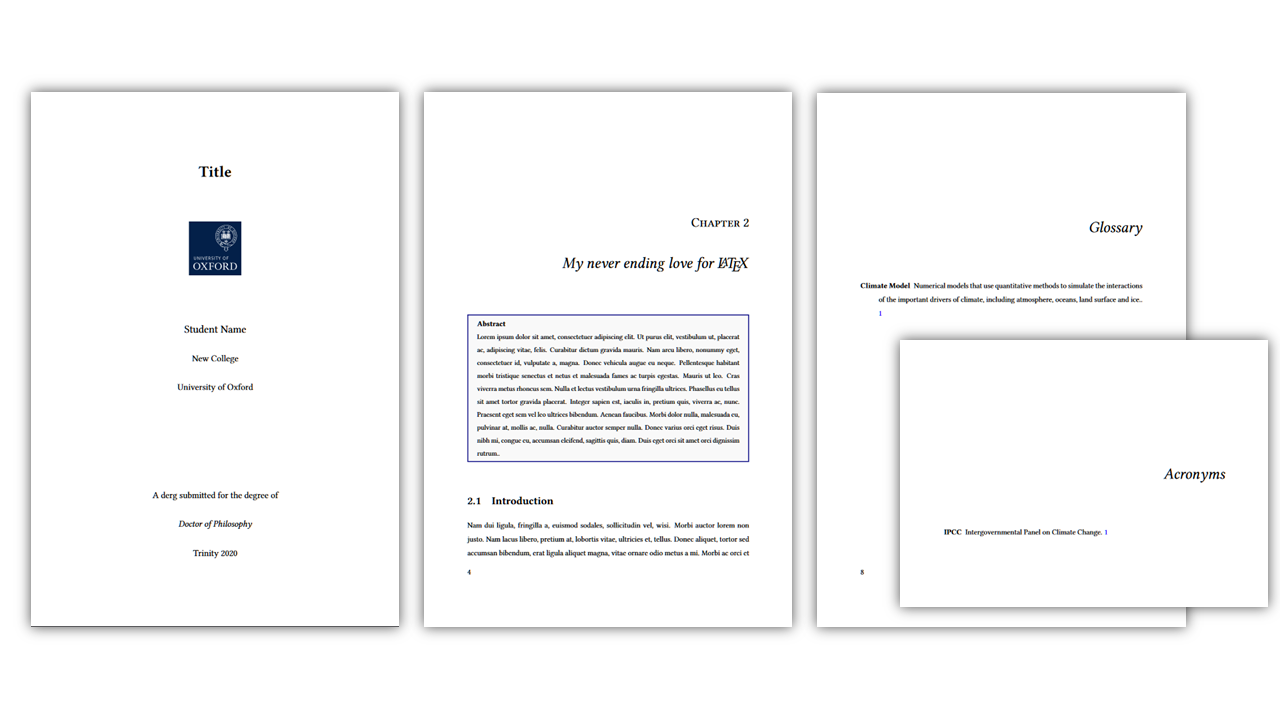 Title
UNIVERSITY OF
OXFORD
Student Name
New College
University of Oxford
A derg submitted for the degree of
Doctor of Philosophy
Trinity 2020
CHAPTER 2
My never ending love for LATEX
Abstract
Lorem ipsum dolor sit amet, consectetuer adipiscing elit. Ut purus elit, vestibulum ut, placerat
ac, adipiscing vitae, felis. Curabitur dictum gravida mauris. Nam arcu libero, nonummy eget,
consectetuer id, vulputate a, magna. Donec vehicula augue eu neque. Pellentesque habitant
morbi tristique senectus et netus et malesuada fames ac turpis egestas. Mauris ut leo. Cras
viverra metus rhoncus sem. Nulla et lectus vestibulum urna fringilla ultrices. Phasellus eu tellus
sit amet tortor gravida placerat. Integer sapien est, iaculis in, pretium quis, viverra ac, nunc.
Praesent eget sem vel leo ultrices bibendum. Aenean faucibus. Morbi dolor nulla, malesuada eu,
pulvinar at, mollis ac, nulla. Curabitur auctor semper nulla. Donec varius orci eget risus. Duis
nibh mi, congue eu, accumsan eleifend, sagittis quis, diam. Duis eget orci sit amet orci dignissim
rutrum..
2.1 Introduction
Nam dui ligula, fringilla a, euismod sodales, sollicitudin vel, wisi. Morbi auctor lorem non
justo. Nam lacus libero, pretium at, lobortis vitae, ultricies et, tellus. Donec aliquet, tortor sed
accumsan bibendum, erat ligula aliquet magna, vitae ornare odio metus a mi. Morbi ac orci et
4
Glossary
Climate Model Numerical models that use quantitative methods to simulate the interactions
of the important drivers of climate, including atmosphere, oceans, land surface and ice..
1
8
Acronyms
IPCC Intergovernmental Panel on Climate Change. 1